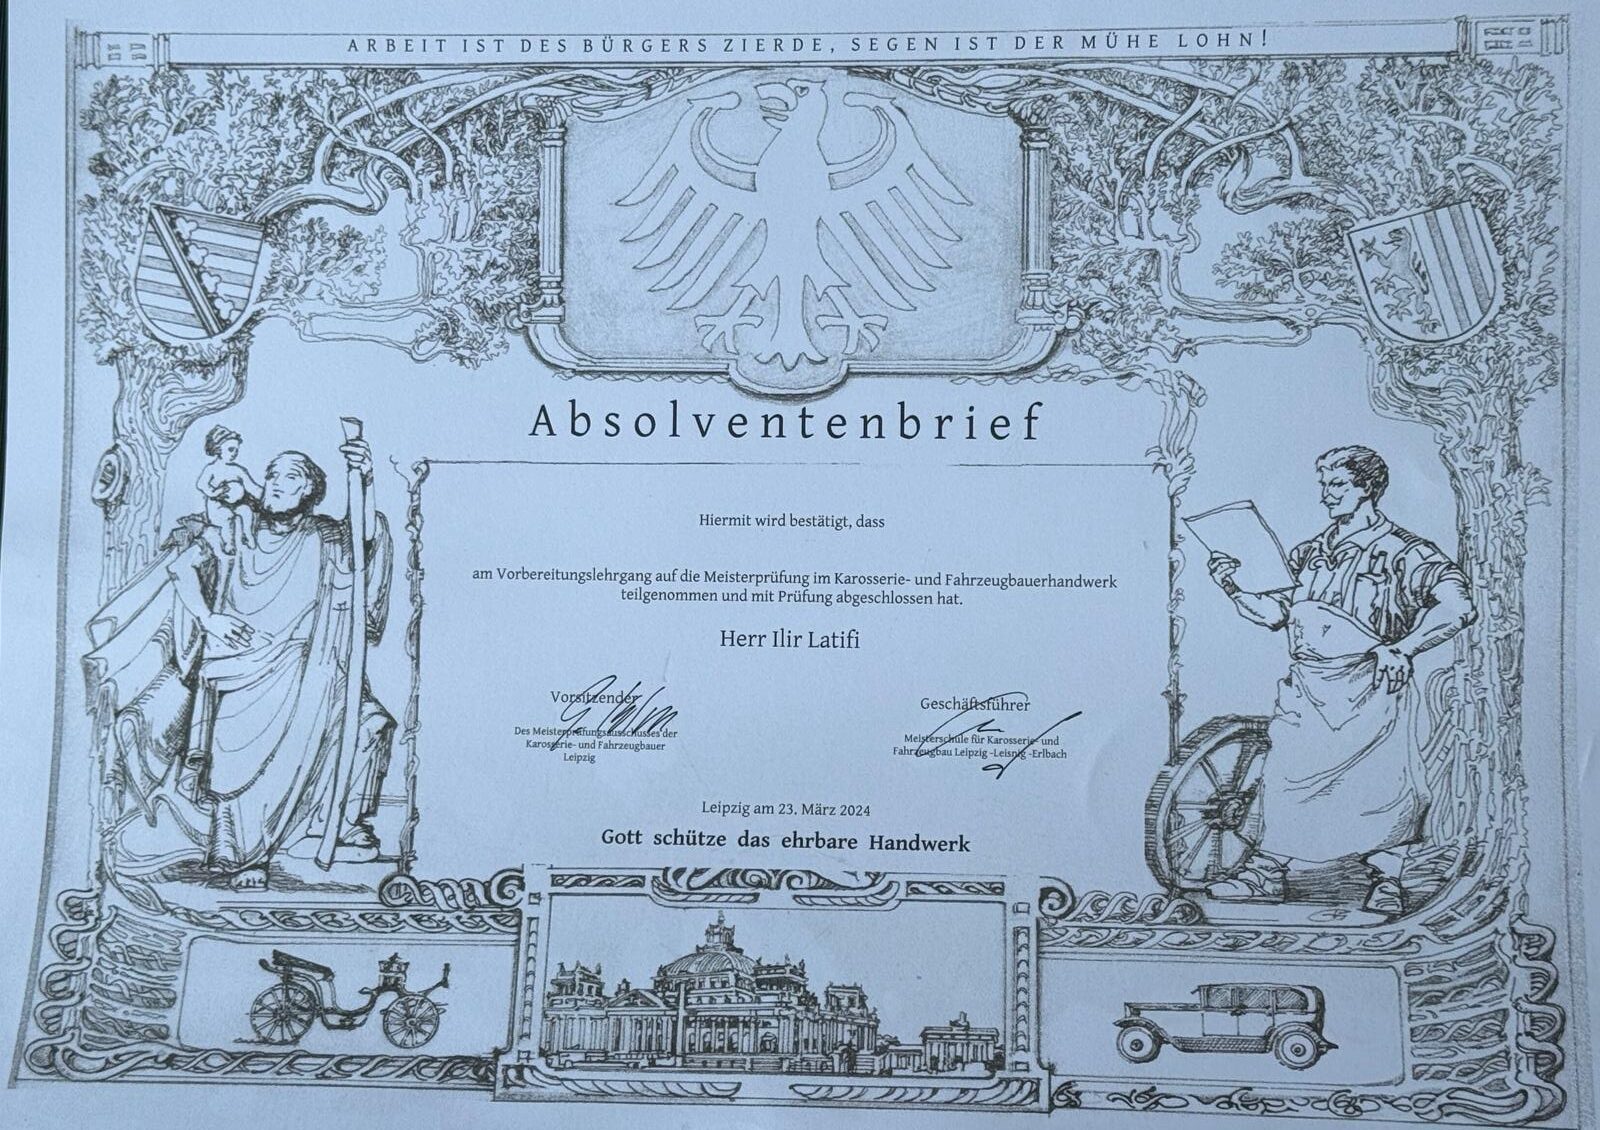 ARBEIT IST DES BÜRGERS ZIERDE, SEGEN IST DER MÜHE LOHN!
Absolventenbrief
Hiermit wird bestätigt, dass
am Vorbereitungslehrgang auf die Meisterprüfung im Karosserie- und Fahrzeugbauerhandwerk
teilgenommen und mit Prüfung abgeschlossen hat.
Herr Ilir Latifi
Vorsitzender
Des Meisterprüfungsausschusses der
Karosserie- und Fahrzeugbauer
Leipzig
Geschäftsführer
Meisterschule für Karosserie- und
Fahrzeugbau Leipzig -Leisnig -Erlbach
Leipzig am 23. März 2024
Gott schütze das ehrbare Handwerk